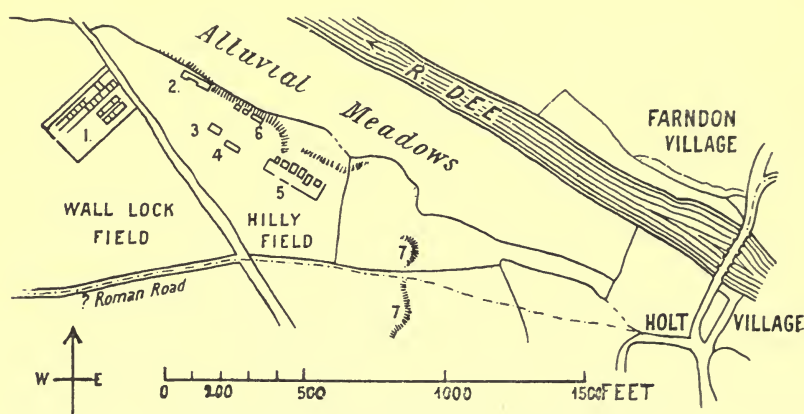 Alluvial
Meadows
R. DEE
FARNDON
VILLAGE
1.
2.
3
4
5
6
WALL LOCK
FIELD
HILLY
FIELD
7
7
? Roman Road
HOLT VILLAGE
W E
0 200 500 1000 1500 FEET